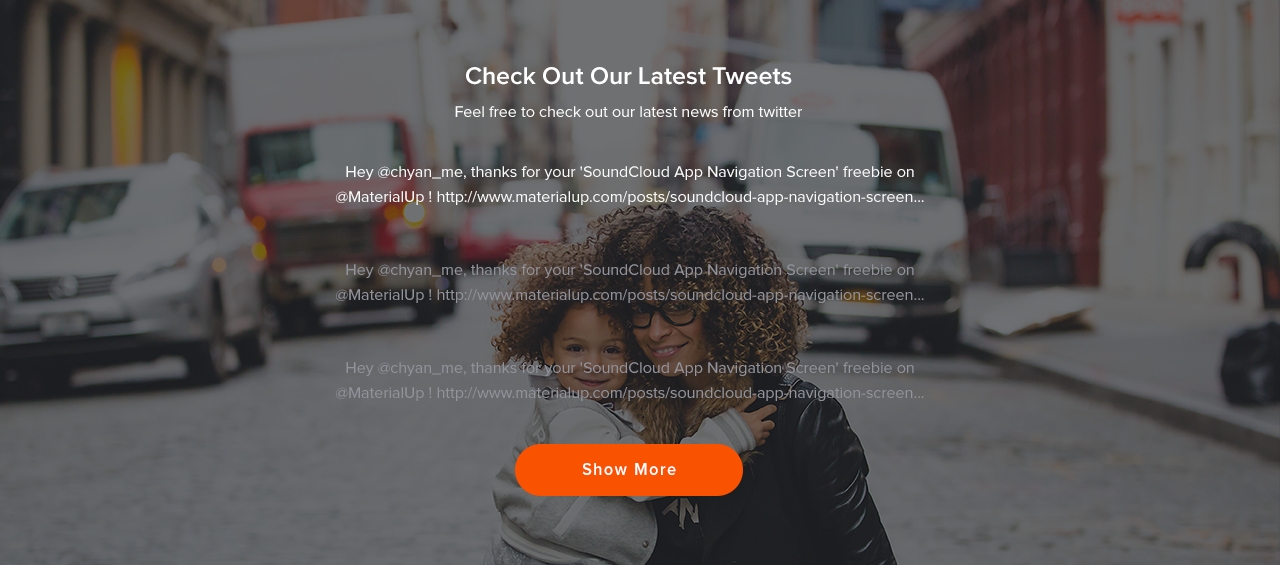 Check Out Our Latest Tweets
Feel free to check out our latest news from twitter
Hey @chyan_me, thanks for your 'SoundCloud App Navigation Screen' freebie on
@MaterialUp ! http://www.materialup.com/posts/soundcloud-app-navigation-screen...
Hey @chyan_me, thanks for your 'SoundCloud App Navigation Screen' freebie on
@MaterialUp ! http://www.materialup.com/posts/soundcloud-app-navigation-screen...
Hey @chyan_me, thanks for your 'SoundCloud App Navigation Screen' freebie on
@MaterialUp ! http://www.materialup.com/posts/soundcloud-app-navigation-screen...
Show More